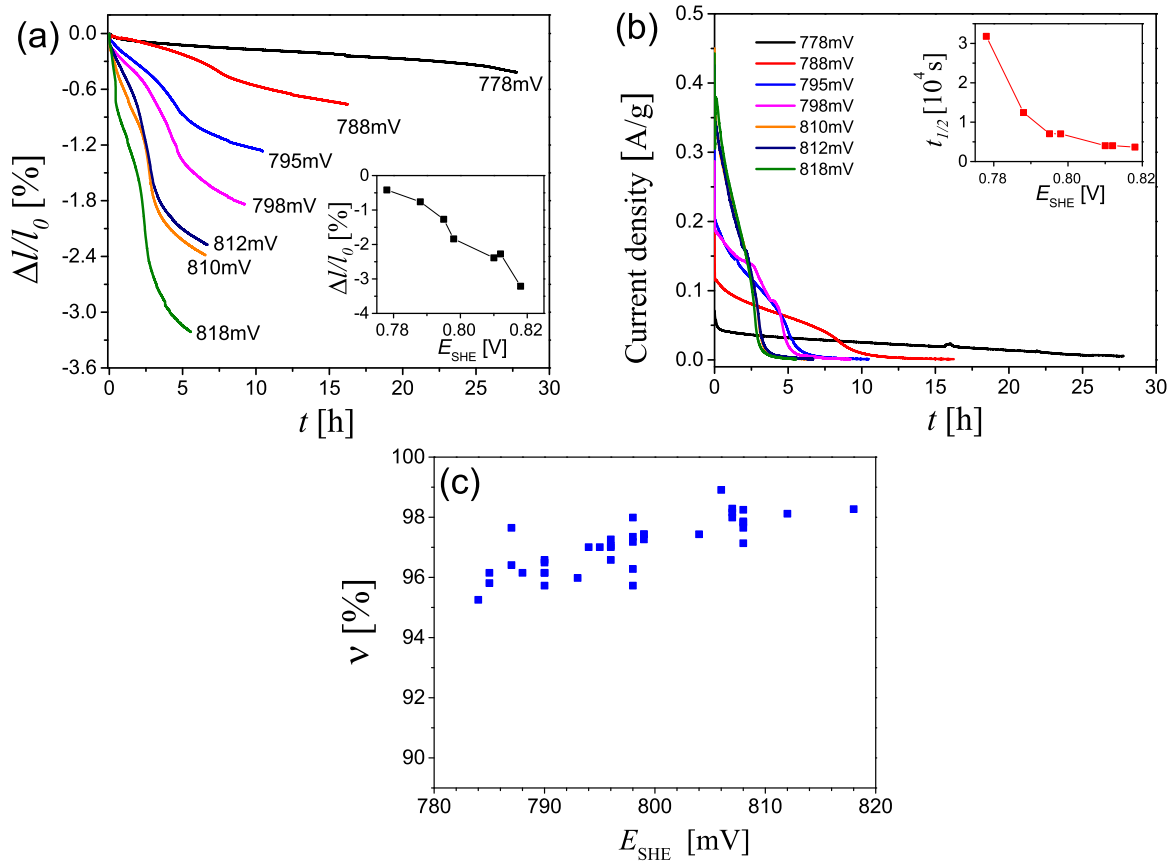 (a)
0.0
-0.6
-1.2
-1.8
-2.4
-3.0
-3.6
Δl/l0 [%]
0 5 10 15 20 25 30
t [h]
778mV
788mV
795mV
798mV
812mV
810mV
818mV
0
-1
-2
-3
-4
Δl/l0 [%]
0.78 0.80 0.82
ESHE [V]
(b)
0.5
0.4
0.3
0.2
0.1
0.0
Current density [A/g]
0 5 10 15 20 25 30
t [h]
778mV
788mV
795mV
798mV
810mV
812mV
818mV
3
2
1
0
t1/2 [10^4 s]
0.78 0.80 0.82
ESHE [V]
(c)
100
98
96
94
92
90
ν [%]
780 790 800 810 820
ESHE [mV]